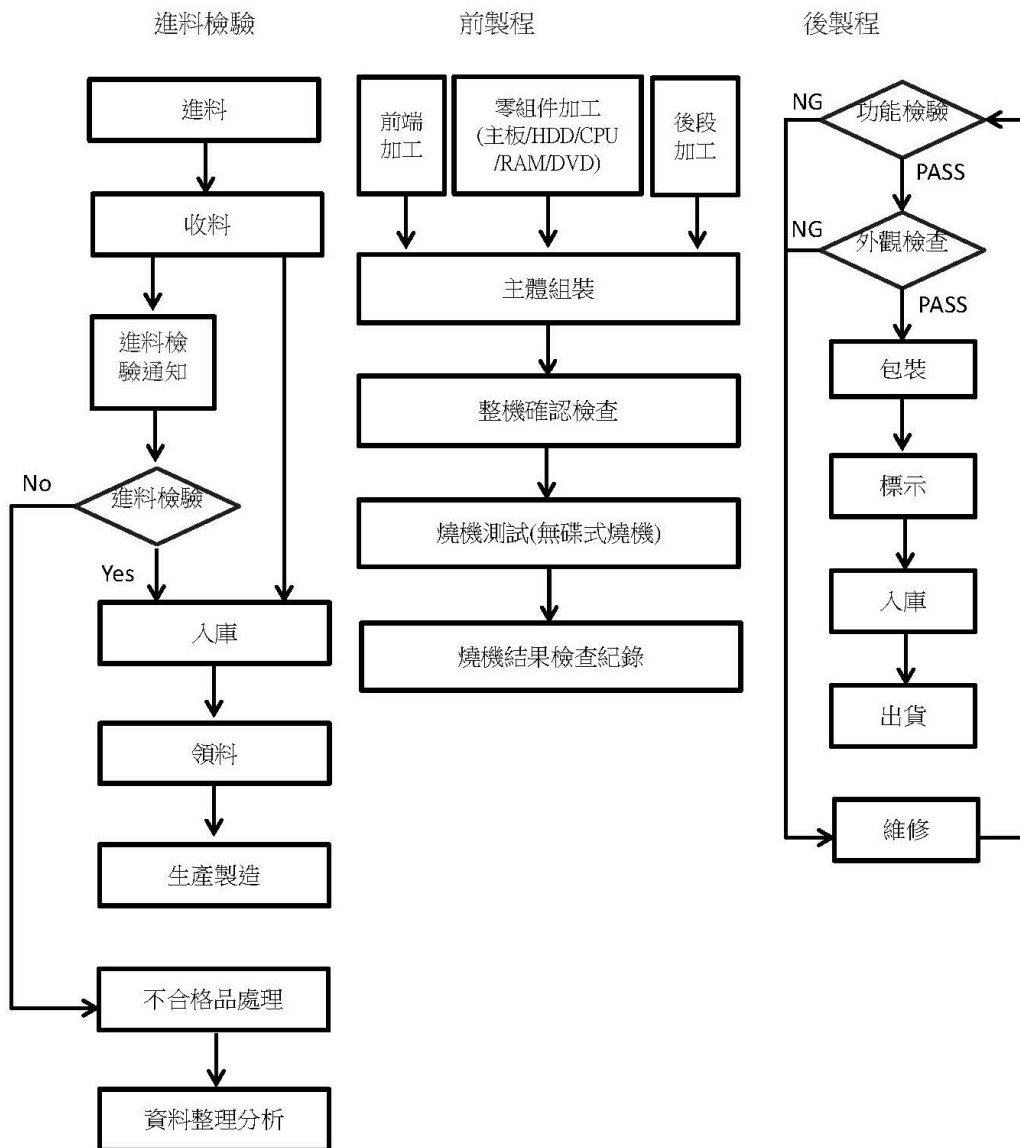 進料檢驗
進料
收料
進料檢
驗通知
進料檢驗
No
Yes
入庫
領料
生產製造
不合格品處理
資料整理分析
前製程
前端
加工
零組件加工
(主板/HDD/CPU
/RAM/DVD)
後段
加工
主體組裝
整機確認檢查
燒機測試(無碟式燒機)
燒機結果檢查紀錄
後製程
功能檢驗
NG
PASS
外觀檢查
NG
PASS
包裝
標示
入庫
出貨
維修